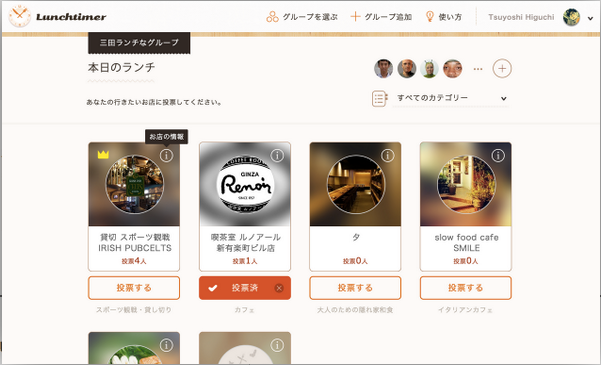 Lunchtimer
グループを選ぶ
グループ追加
使い方
Tsuyoshi Higuchi
三田ランチなグループ
本日のランチ
あなたの行きたいお店に投票してください。
すべてのカテゴリー
お店の情報
GINZA
Renoir
貸切 スポーツ観戦
IRISH PUBCELTS
投票4人
投票する
スポーツ観戦・貸し切り
喫茶室 ルノアール
新有楽町ビル店
投票1人
投票済
カフェ
夕
投票0人
投票する
大人のための隠れ家和食
slow food cafe
SMILE
投票0人
投票する
イタリアンカフェ